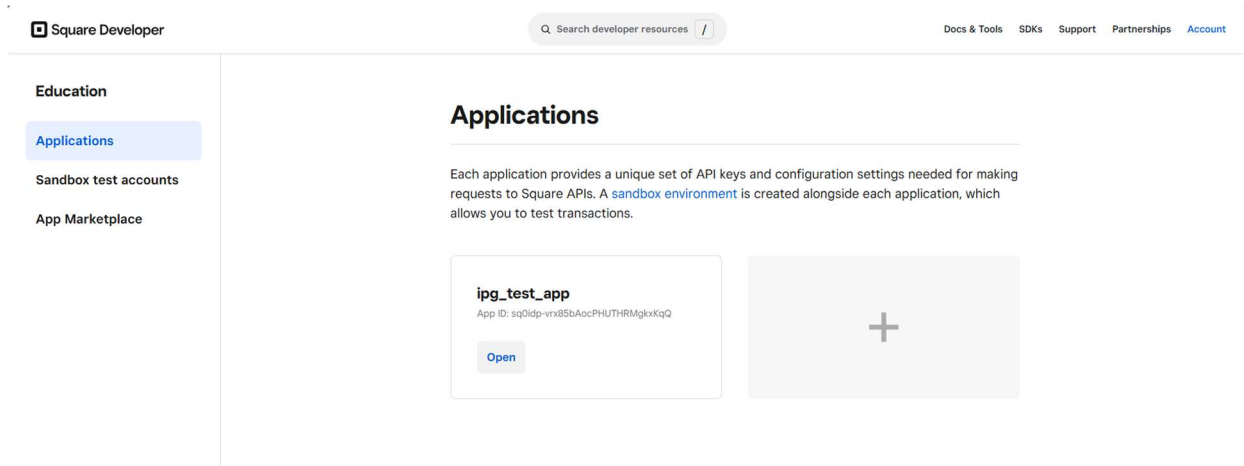 Square Developer
Search developer resources /
Docs & Tools SDKs Support Partnerships Account
Education
Applications
Sandbox test accounts
App Marketplace
Applications
Each application provides a unique set of API keys and configuration settings needed for making
requests to Square APIs. A sandbox environment is created alongside each application, which
allows you to test transactions.
ipg_test_app
App ID: sq0idp-vrx85bAocPHUTHRMgkxKqQ
Open